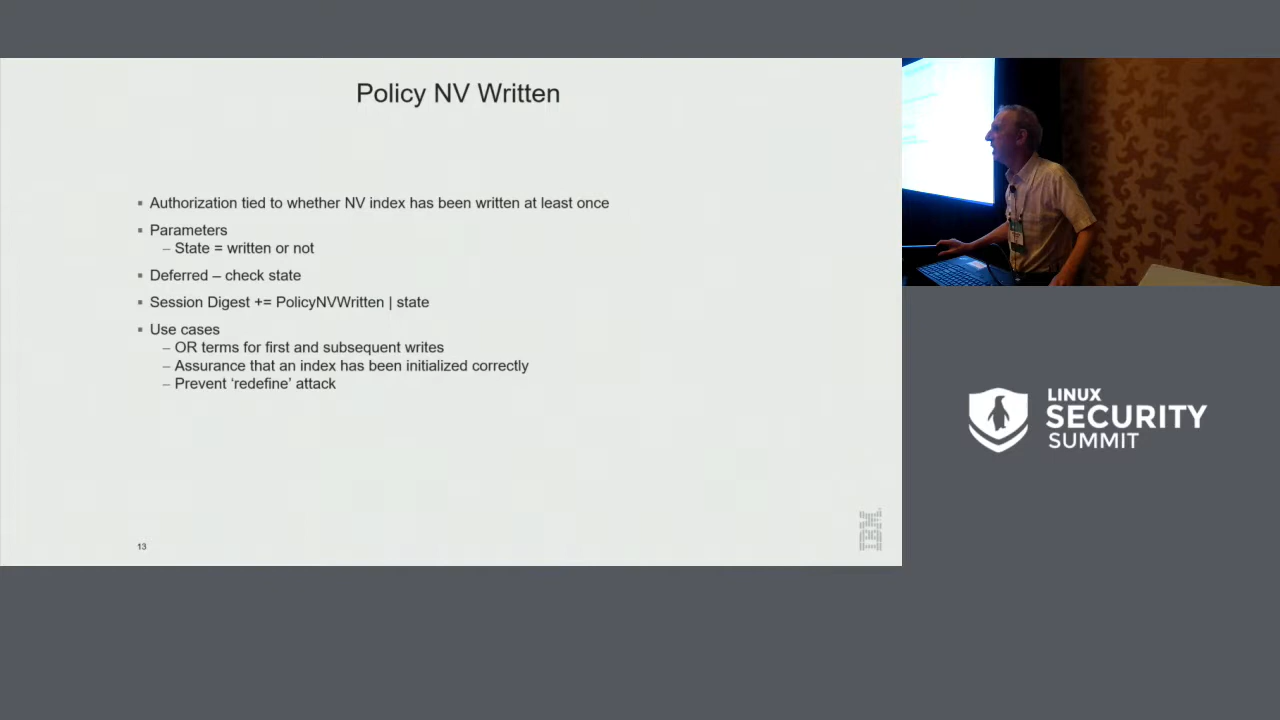 Policy NV Written
▪ Authorization tied to whether NV index has been written at least once
▪ Parameters
– State = written or not
▪ Deferred – check state
▪ Session Digest += PolicyNVWritten | state
▪ Use cases
– OR terms for first and subsequent writes
– Assurance that an index has been initialized correctly
– Prevent ‘redefine’ attack
13
IBM
LINUX
SECURITY
SUMMIT